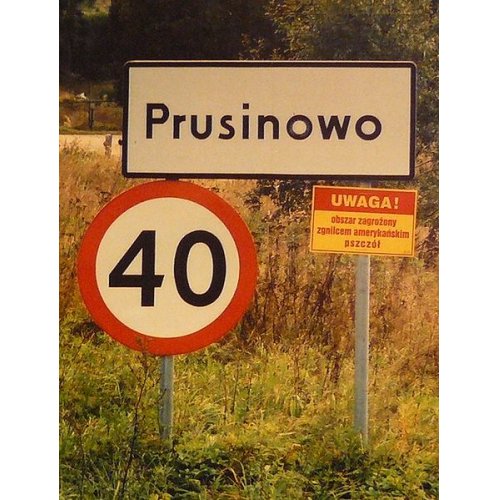 Prusinowo
40
UWAGA!
obszar zagrożony
zgnilcem amerykańskim
pszczół